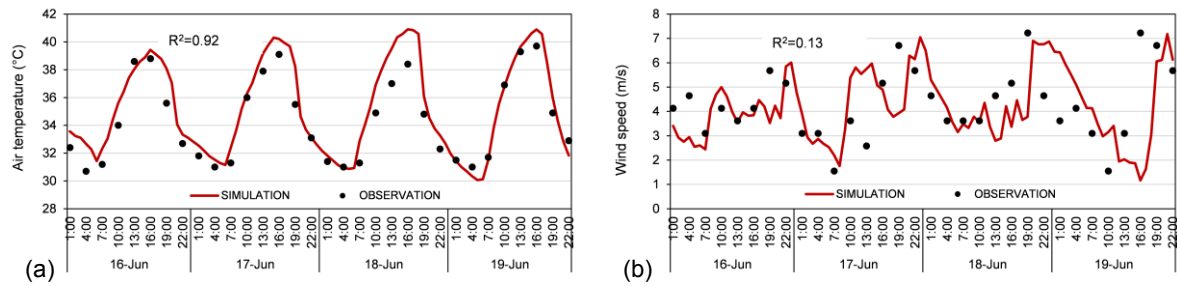 42
40
38
36
34
32
30
28
Air temperature (°C)
R²=0.92
SIMULATION OBSERVATION
1:00 4:00 7:00 10:00 13:00 16:00 19:00 22:00 1:00 4:00 7:00 10:00 13:00 16:00 19:00 22:00 1:00 4:00 7:00 10:00 13:00 16:00 19:00 22:00 1:00 4:00 7:00 10:00 13:00 16:00 19:00 22:00
16-Jun 17-Jun 18-Jun 19-Jun
(a)
8
7
6
5
4
3
2
1
0
Wind speed (m/s)
R²=0.13
SIMULATION OBSERVATION
1:00 4:00 7:00 10:00 13:00 16:00 19:00 22:00 1:00 4:00 7:00 10:00 13:00 16:00 19:00 22:00 1:00 4:00 7:00 10:00 13:00 16:00 19:00 22:00 1:00 4:00 7:00 10:00 13:00 16:00 19:00 22:00
16-Jun 17-Jun 18-Jun 19-Jun
(b)